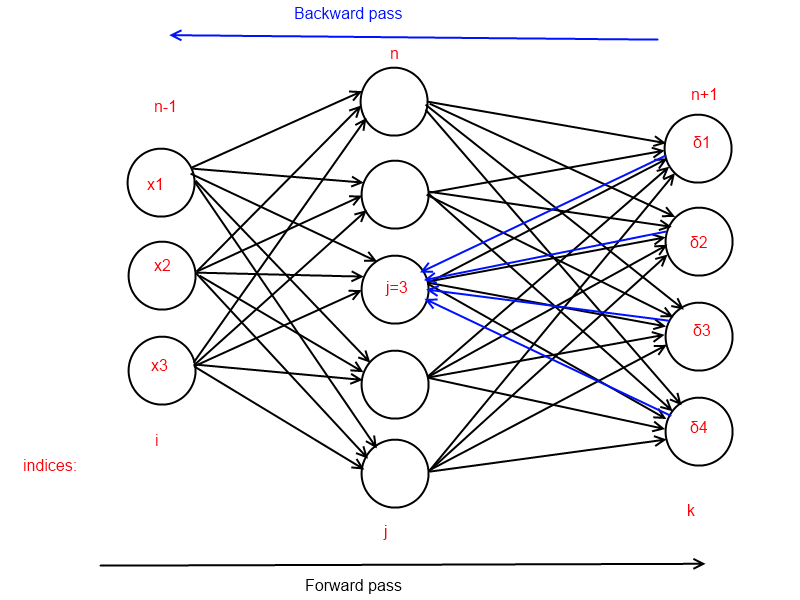 Backward pass
n
n-1
n+1
x1
x2
x3
j=3
δ1
δ2
δ3
δ4
i
indices:
j
k
Forward pass